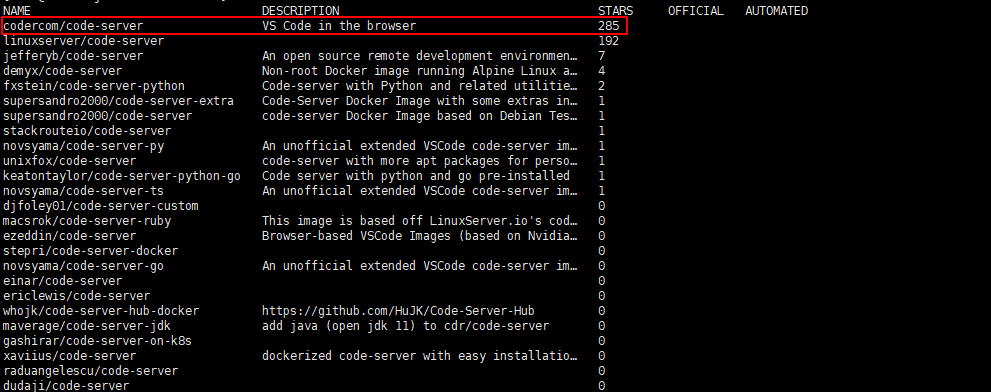 NAME DESCRIPTION STARS OFFICIAL AUTOMATED
codercom/code-server VS Code in the browser 285
linuxserver/code-server 192
jefferyb/code-server An open source remote development environmen… 7
demyx/code-server Non-root Docker image running Alpine Linux a… 4
fxstein/code-server-python Code-server with Python and related utilitie… 2
supersandro2000/code-server-extra Code-Server Docker Image with some extras in… 1
supersandro2000/code-server code-server Docker Image based on Debian Tes… 1
stackrouteio/code-server 1
novsyama/code-server-py An unofficial extended VSCode code-server im… 1
unixfox/code-server code-server with more apt packages for perso… 1
keatontaylor/code-server-python-go Code server with python and go pre-installed 1
novsyama/code-server-ts An unofficial extended VSCode code-server im… 1
djfoley01/code-server-custom 0
macsrok/code-server-ruby This image is based off LinuxServer.io's cod… 0
ezeddin/code-server Browser-based VSCode Images (based on Nvidia… 0
stepri/code-server-docker 0
novsyama/code-server-go An unofficial extended VSCode code-server im… 0
einar/code-server 0
ericlewis/code-server 0
whojk/code-server-hub-docker https://github.com/HuJK/Code-Server-Hub 0
maverage/code-server-jdk add java (open jdk 11) to cdr/code-server 0
gashirar/code-server-on-k8s 0
xaviius/code-server dockerized code-server with easy installatio… 0
raduangelescu/code-server 0
dudaji/code-server 0